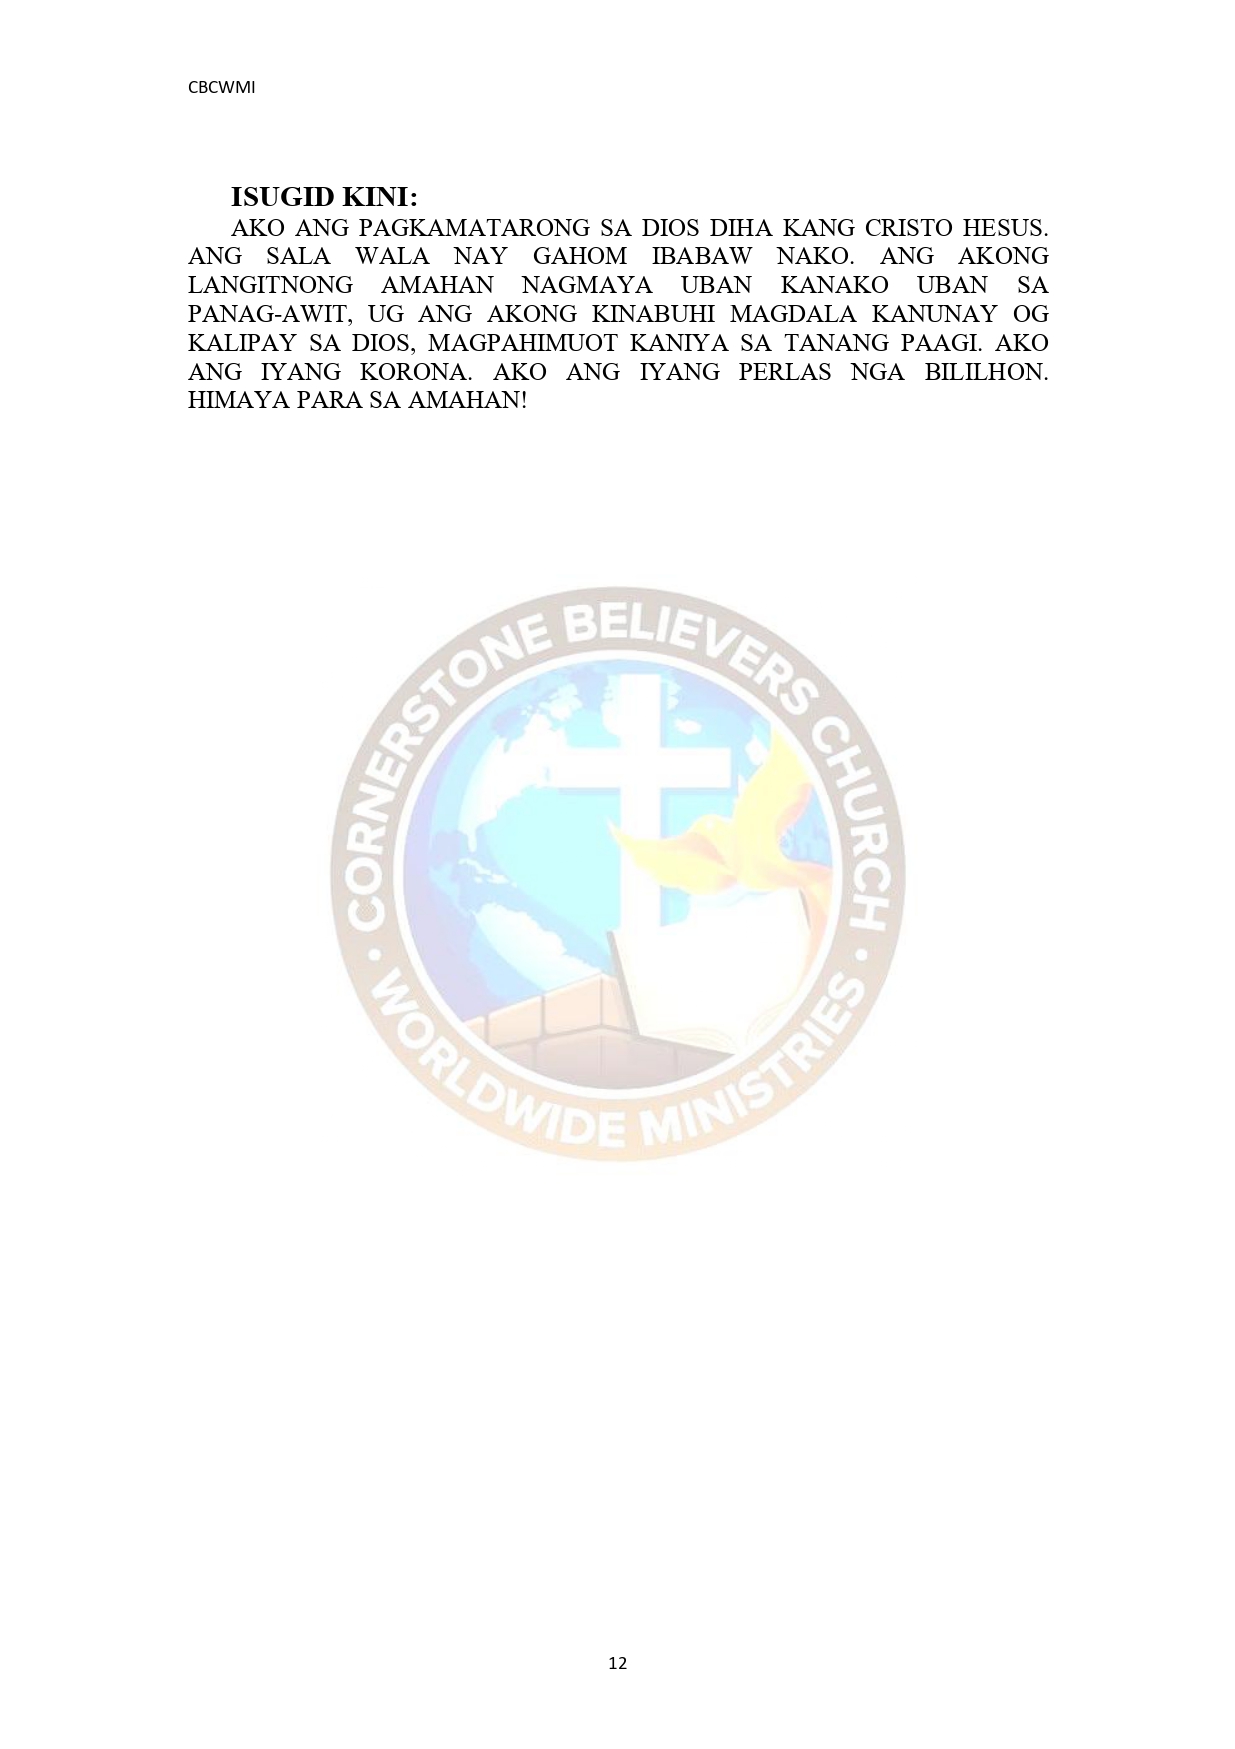 CBCWMI
ISUGID KINI:
AKO ANG PAGKAMATARONG SA DIOS DIHA KANG CRISTO HESUS.
ANG SALA WALA NAY GAHOM IBABAW NAKO. ANG AKONG
LANGITNONG AMAHAN NAGMAYA UBAN KANAKO UBAN SA
PANAG-AWIT, UG ANG AKONG KINABUHI MAGDALA KANUNAY OG
KALIPAY SA DIOS, MAGPAHIMUOT KANIYA SA TANANG PAAGI. AKO
ANG IYANG KORONA. AKO ANG IYANG PERLAS NGA BILILHON.
HIMAYA PARA SA AMAHAN!
CORNERSTONE BELIEVERS CHURCH
• WORLDWIDE MINISTRIES •
12